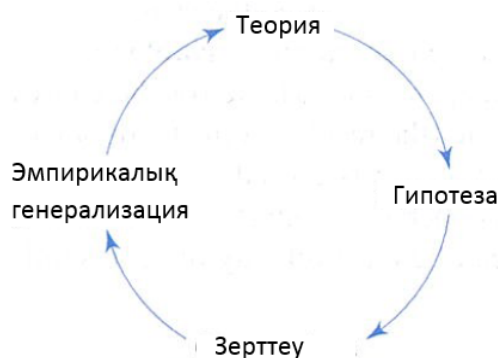 Теория
Гипотеза
Зерттеу
Эмпирикалық
генерализация